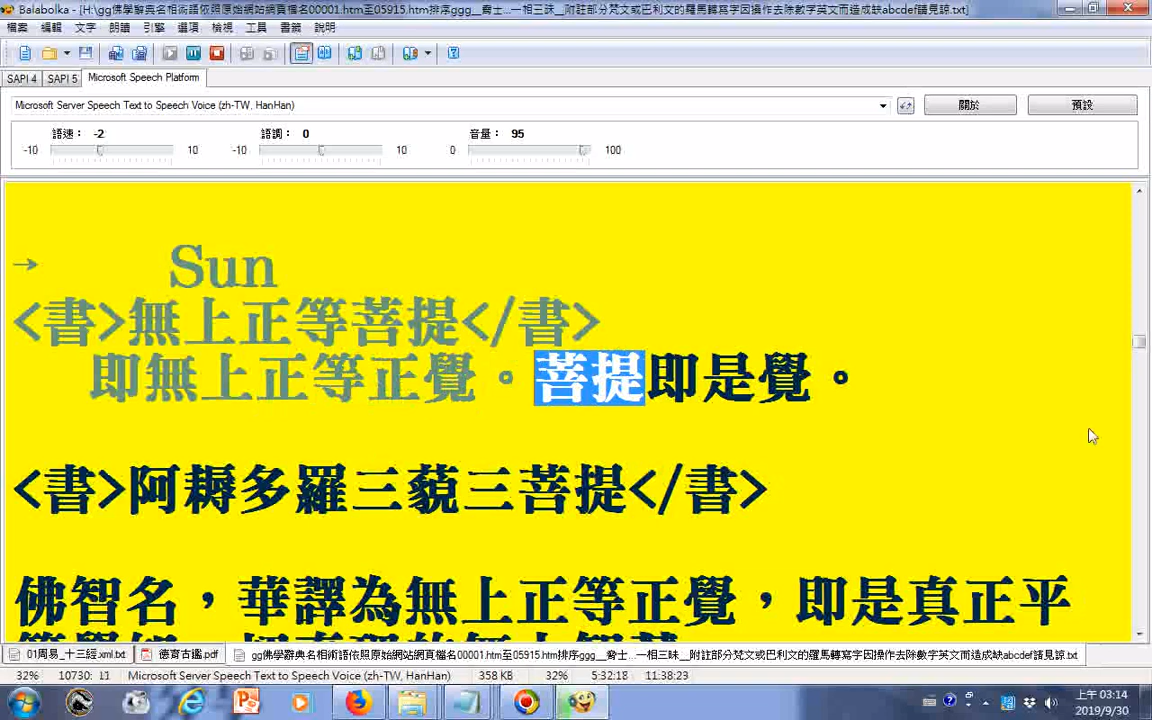 Balabolka - [H:\gg佛學辭典名相術語依照原始網站網頁檔名00001.htm至05915.htm排序ggg__爵士...一相三昧__附註部分梵文或巴利文的羅馬轉寫字因操作去除數字英文而造成缺abcdef請見諒.txt]
檔案 編輯 文字 朗讀 引擎 選項 檢視 工具 書籤 說明
SAPI 4 SAPI 5 Microsoft Speech Platform
Microsoft Server Speech Text to Speech Voice (zh-TW, HanHan) 關於 預設
語速： -2 語調： 0 音量： 95
-10 10 -10 10 0 100
→ Sun
<書>無上正等菩提</書>
即無上正等正覺。菩提即是覺。
<書>阿耨多羅三藐三菩提</書>
佛智名，華譯為無上正等正覺，即是真正平
01周易_十三經.xml.txt 德育古鑑.pdf gg佛學辭典名相術語依照原始網站網頁檔名00001.htm至05915.htm排序ggg__爵士...一相三昧__附註部分梵文或巴利文的羅馬轉寫字因操作去除數字英文而造成缺abcdef請見諒.txt
32% 10730: 11 Microsoft Server Speech Text to Speech Voice (zh-TW, HanHan) 358 KB 32% 5:32:18 11:38:23
上午 03:14
2019/9/30